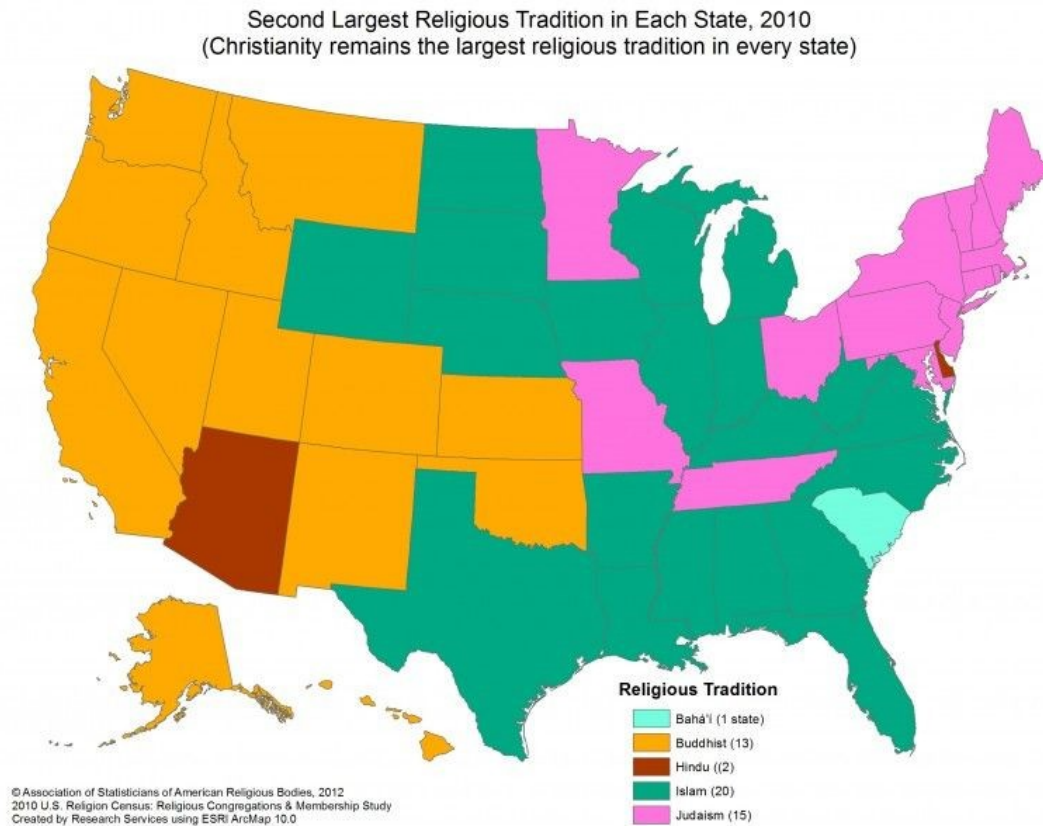 Second Largest Religious Tradition in Each State, 2010
(Christianity remains the largest religious tradition in every state)
Religious Tradition
Bahá'í (1 state)
Buddhist (13)
Hindu ((2)
Islam (20)
Judaism (15)
© Association of Statisticians of American Religious Bodies, 2012
2010 U.S. Religion Census: Religious Congregations & Membership Study
Created by Research Services using ESRI ArcMap 10.0